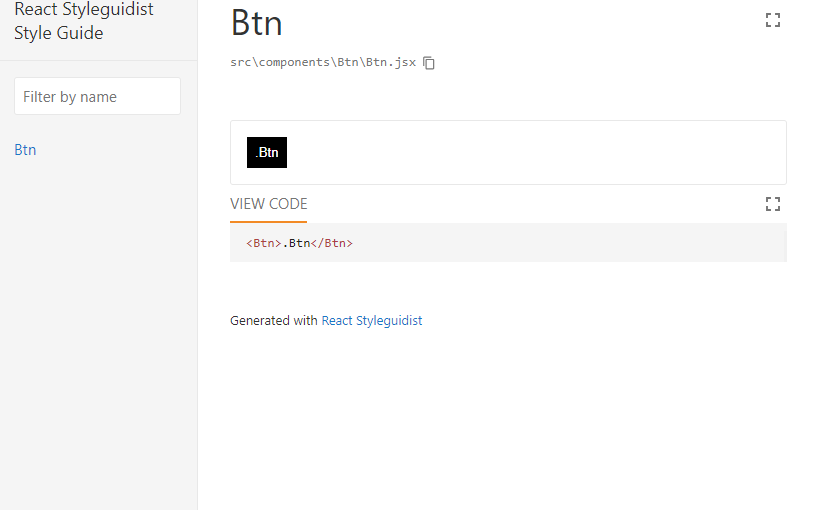 React Styleguidist
Style Guide
Filter by name
Btn
Btn
src\components\Btn\Btn.jsx
.Btn
VIEW CODE
<Btn>.Btn</Btn>
Generated with React Styleguidist